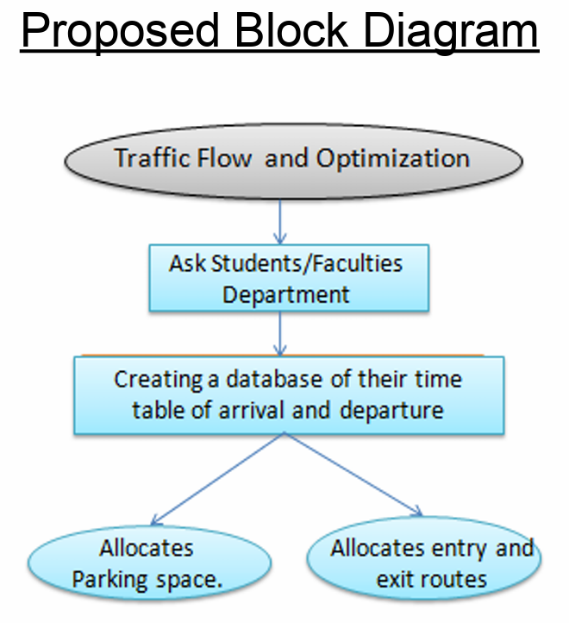 Proposed Block Diagram
Traffic Flow and Optimization
Ask Students/Faculties
Department
Creating a database of their time
table of arrival and departure
Allocates
Parking space.
Allocates entry and
exit routes